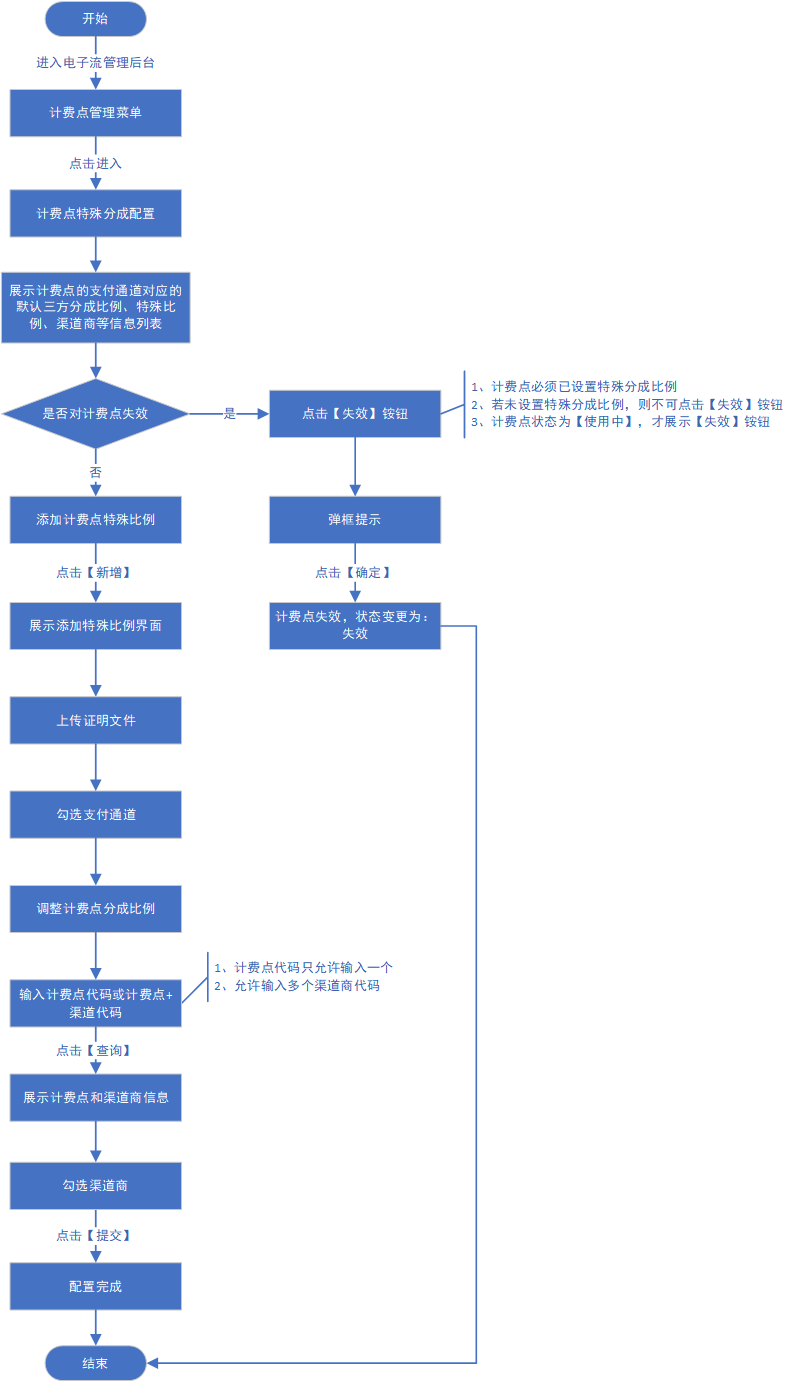 开始
进入电子流管理后台
计费点管理菜单
点击进入
计费点特殊分成配置
展示计费点的支付通道对应的
默认三方分成比例、特殊比
例、渠道商等信息列表
是否对计费点失效
是
点击【失效】铵钮
1、计费点必须已设置特殊分成比例
2、若未设置特殊分成比例，则不可点击【失效】铵钮
3、计费点状态为【使用中】，才展示【失效】铵钮
否
添加计费点特殊比例
弹框提示
点击【新增】
点击【确定】
展示添加特殊比例界面
计费点失效，状态变更为：
失效
上传证明文件
勾选支付通道
调整计费点分成比例
输入计费点代码或计费点+
渠道代码
1、计费点代码只允许输入一个
2、允许输入多个渠道商代码
点击【查询】
展示计费点和渠道商信息
勾选渠道商
点击【提交】
配置完成
结束